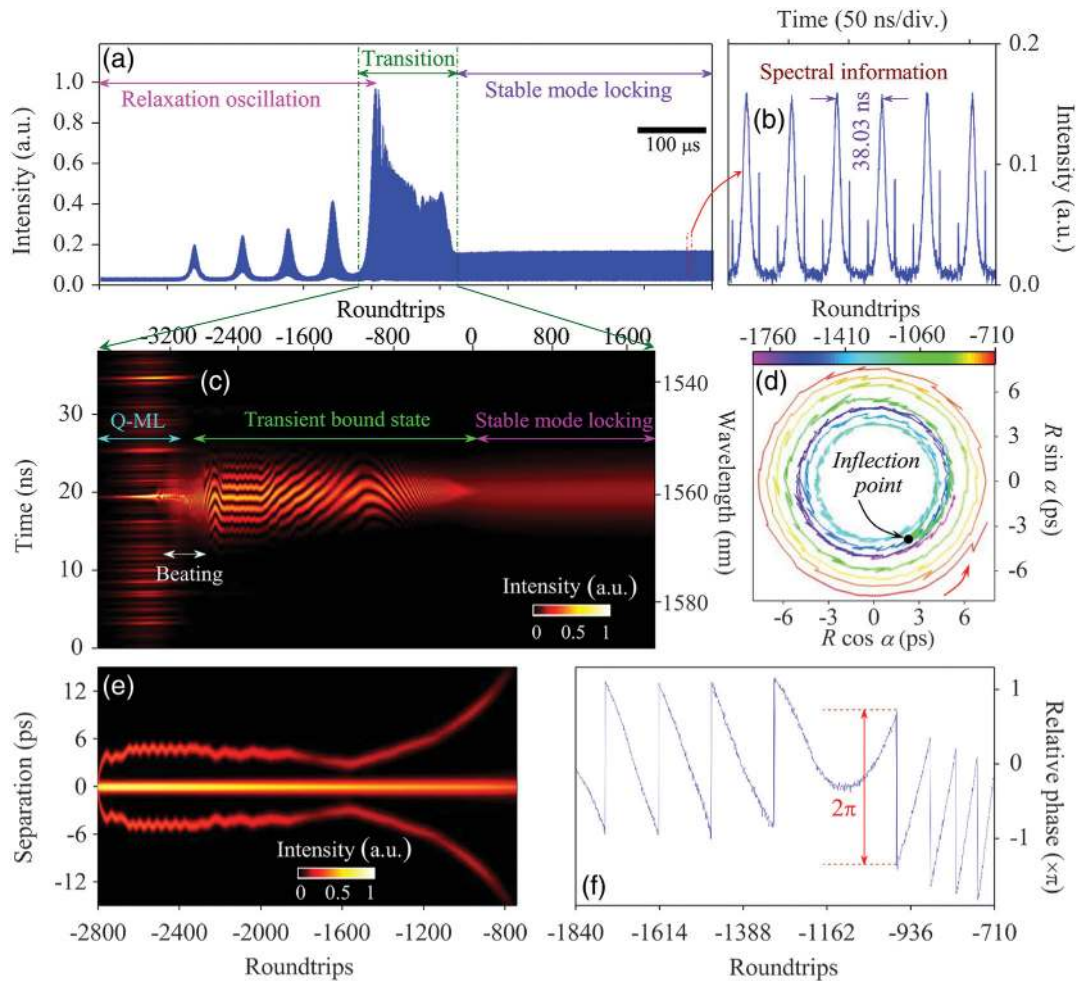 (a)
Transition
Relaxation oscillation
Stable mode locking
100 µs
Intensity (a.u.)
1.0
0.8
0.6
0.4
0.2
0.0
Time (50 ns/div.)
Spectral information
(b)
38.03 ns
0.2
0.1
0.0
Intensity (a.u.)
Roundtrips
-3200 -2400 -1600 -800 0 800 1600
(c)
Q-ML
Transient bound state
Stable mode locking
Beating
Intensity (a.u.)
0 0.5 1
Time (ns)
30
20
10
0
1540
1560
1580
Wavelength (nm)
Roundtrips
-1760 -1410 -1060 -710
(d)
Inflection
point
6
3
0
-3
-6
R sin α (ps)
-6 -3 0 3 6
R cos α (ps)
(e)
Separation (ps)
12
6
0
-6
-12
Intensity (a.u.)
0 0.5 1
-2800 -2400 -2000 -1600 -1200 -800
Roundtrips
2π
(f)
1
0
-1
Relative phase (×π)
-1840 -1614 -1388 -1162 -936 -710
Roundtrips